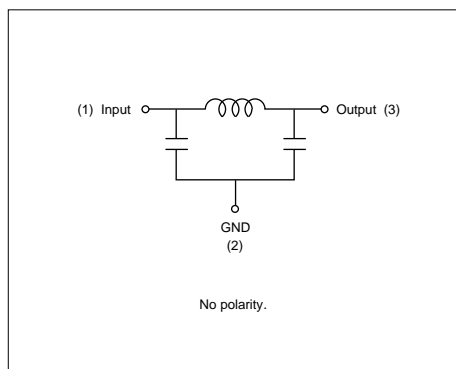 (1) Input
Output (3)
GND
(2)
No polarity.